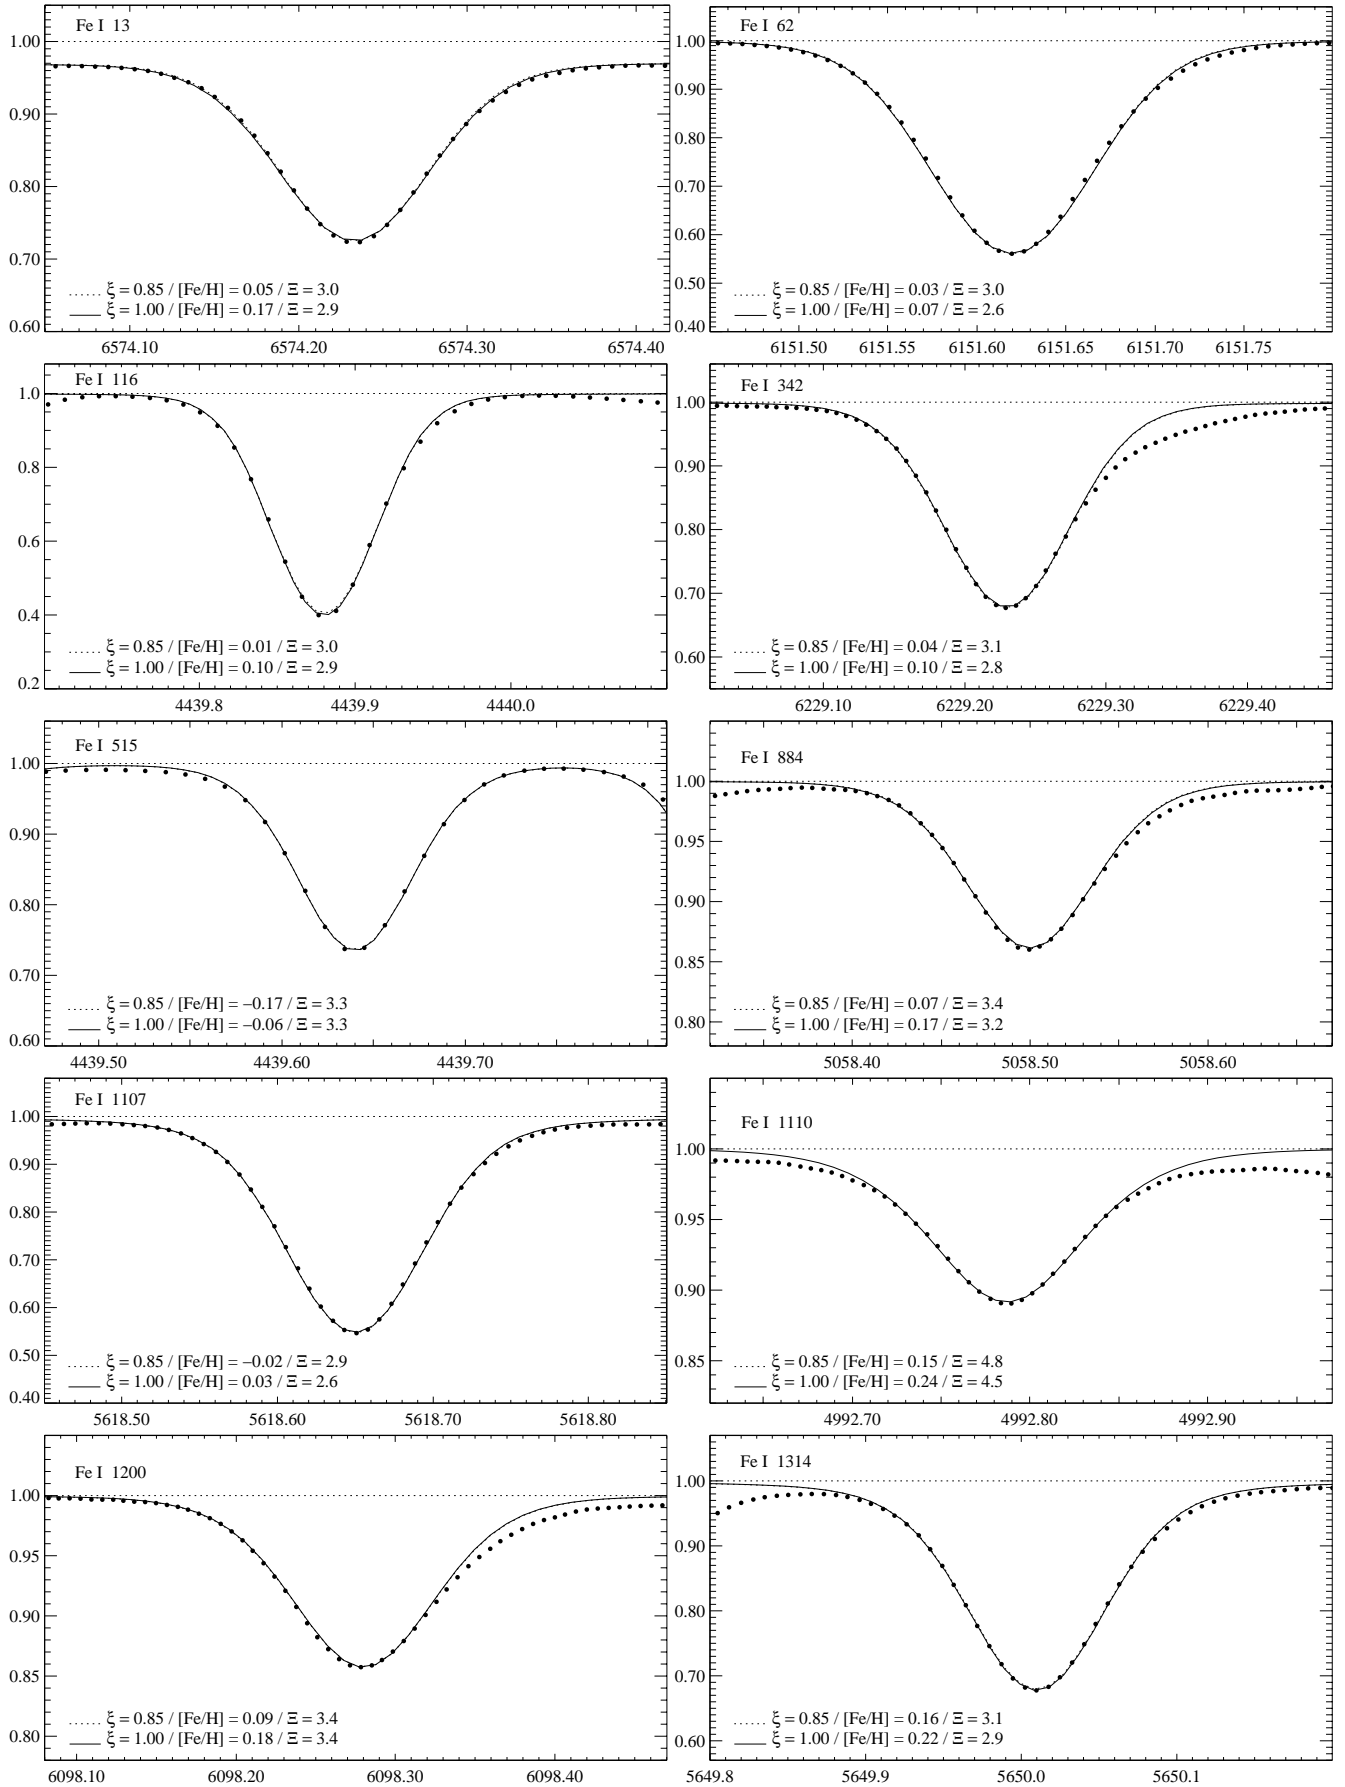 Fe I 13
1.00
0.90
0.80
0.70
0.60
ξ = 0.85 / [Fe/H] = 0.05 / Ξ = 3.0
ξ = 1.00 / [Fe/H] = 0.17 / Ξ = 2.9
6574.10 6574.20 6574.30 6574.40
Fe I 62
1.00
0.90
0.80
0.70
0.60
0.50
0.40
ξ = 0.85 / [Fe/H] = 0.03 / Ξ = 3.0
ξ = 1.00 / [Fe/H] = 0.07 / Ξ = 2.6
6151.50 6151.55 6151.60 6151.65 6151.70 6151.75
Fe I 116
1.0
0.8
0.6
0.4
0.2
ξ = 0.85 / [Fe/H] = 0.01 / Ξ = 3.0
ξ = 1.00 / [Fe/H] = 0.10 / Ξ = 2.9
4439.8 4439.9 4440.0
Fe I 342
1.00
0.90
0.80
0.70
0.60
ξ = 0.85 / [Fe/H] = 0.04 / Ξ = 3.1
ξ = 1.00 / [Fe/H] = 0.10 / Ξ = 2.8
6229.10 6229.20 6229.30 6229.40
Fe I 515
1.00
0.90
0.80
0.70
0.60
ξ = 0.85 / [Fe/H] = −0.17 / Ξ = 3.3
ξ = 1.00 / [Fe/H] = −0.06 / Ξ = 3.3
4439.50 4439.60 4439.70
Fe I 884
1.00
0.95
0.90
0.85
0.80
ξ = 0.85 / [Fe/H] = 0.07 / Ξ = 3.4
ξ = 1.00 / [Fe/H] = 0.17 / Ξ = 3.2
5058.40 5058.50 5058.60
Fe I 1107
1.00
0.90
0.80
0.70
0.60
0.50
0.40
ξ = 0.85 / [Fe/H] = −0.02 / Ξ = 2.9
ξ = 1.00 / [Fe/H] = 0.03 / Ξ = 2.6
5618.50 5618.60 5618.70 5618.80
Fe I 1110
1.00
0.95
0.90
0.85
ξ = 0.85 / [Fe/H] = 0.15 / Ξ = 4.8
ξ = 1.00 / [Fe/H] = 0.24 / Ξ = 4.5
4992.70 4992.80 4992.90
Fe I 1200
1.00
0.95
0.90
0.85
0.80
ξ = 0.85 / [Fe/H] = 0.09 / Ξ = 3.4
ξ = 1.00 / [Fe/H] = 0.18 / Ξ = 3.4
6098.10 6098.20 6098.30 6098.40
Fe I 1314
1.00
0.90
0.80
0.70
0.60
ξ = 0.85 / [Fe/H] = 0.16 / Ξ = 3.1
ξ = 1.00 / [Fe/H] = 0.22 / Ξ = 2.9
5649.8 5649.9 5650.0 5650.1